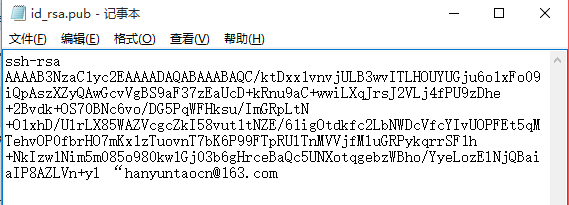 id_rsa.pub - 记事本
文件(F) 编辑(E) 格式(O) 查看(V) 帮助(H)
ssh-rsa
AAAAB3NzaC1yc2EAAAADAQABAAABAQC/ktDxx1vnvjULB3wvITLHOUYUGju6o1xFo09
iQpAszXZyQAwGcvVgBS9aF37zEaUcD+kRnu9aC+wwiLXqJrsJ2VLj4fPU9zDhe
+2Bvdk+OS70BNc6vo/DG5PqWFHksu/ImGRpLtN
+O1xhD/UlrLX85WAZVcgcZkI58vut1tNZE/61igOtdkfc2LbNWDcVfcYIvUOPFEt5qM
TehvOP0fbrHO7mKx1zTuovnT7bK6P99FTpRU1TnMVVjfM1uGRPykqrrSF1h
+NkIzw1Nim5m085o980kw1Gj03b6gHrceBaQc5UNXotqgebzWBho/YyeLozE1NjQBai
aIP8AZLVn+y1 “hanyuntaocn@163.com